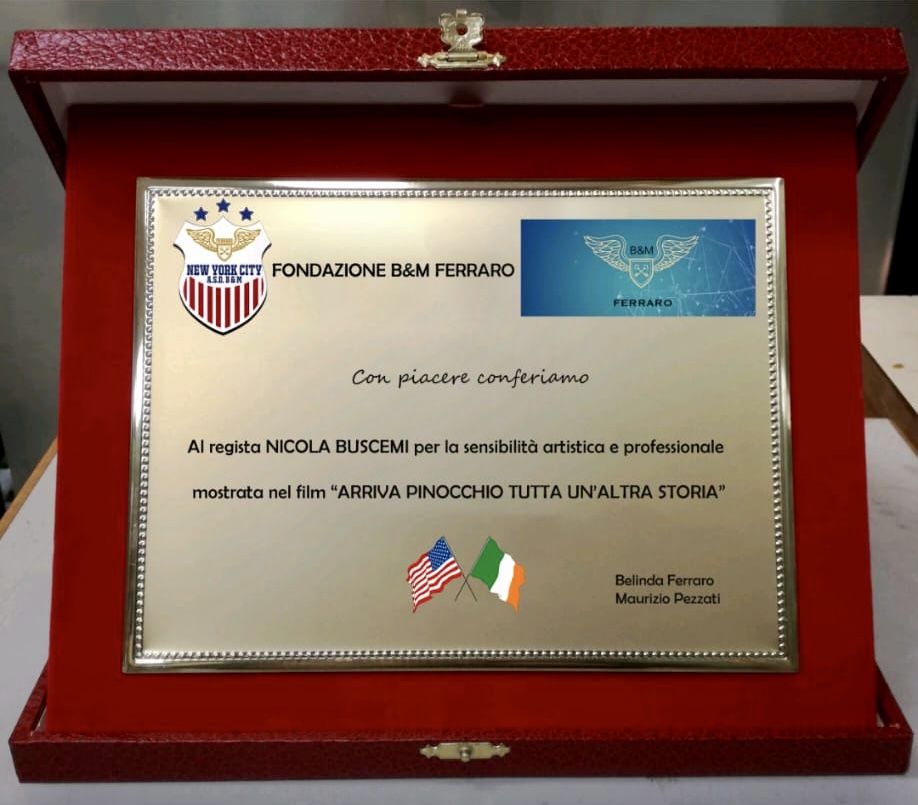 NEW YORK CITY
A.S.D. B&M
FONDAZIONE B&M FERRARO
B&M
FERRARO
Con piacere conferiamo
Al regista NICOLA BUSCEMI per la sensibilità artistica e professionale
mostrata nel film “ARRIVA PINOCCHIO TUTTA UN’ALTRA STORIA”
Belinda Ferraro
Maurizio Pezzati